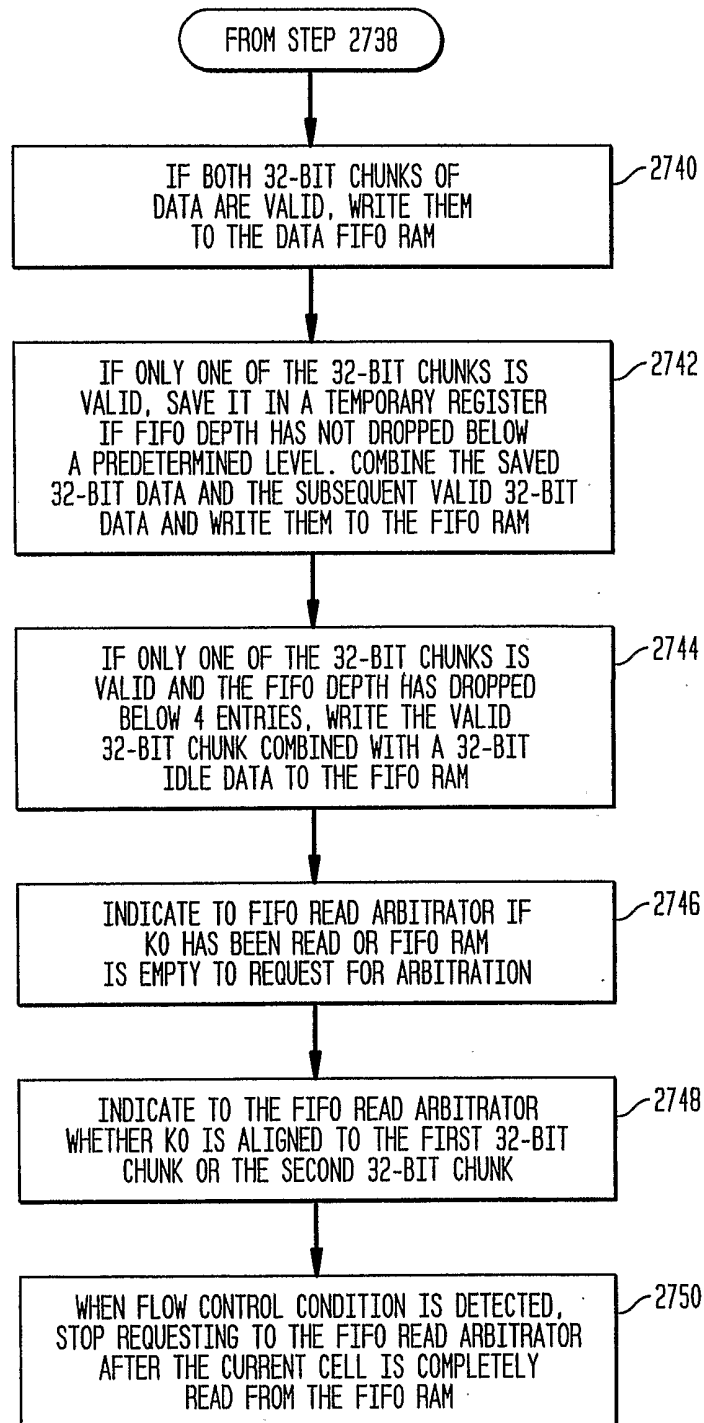 FROM STEP 2738
IF BOTH 32-BIT CHUNKS OF
DATA ARE VALID, WRITE THEM
TO THE DATA FIFO RAM
2740
IF ONLY ONE OF THE 32-BIT CHUNKS IS
VALID, SAVE IT IN A TEMPORARY REGISTER
IF FIFO DEPTH HAS NOT DROPPED BELOW
A PREDETERMINED LEVEL. COMBINE THE SAVED
32-BIT DATA AND THE SUBSEQUENT VALID 32-BIT
DATA AND WRITE THEM TO THE FIFO RAM
2742
IF ONLY ONE OF THE 32-BIT CHUNKS IS
VALID AND THE FIFO DEPTH HAS DROPPED
BELOW 4 ENTRIES, WRITE THE VALID
32-BIT CHUNK COMBINED WITH A 32-BIT
IDLE DATA TO THE FIFO RAM
2744
INDICATE TO FIFO READ ARBITRATOR IF
K0 HAS BEEN READ OR FIFO RAM
IS EMPTY TO REQUEST FOR ARBITRATION
2746
INDICATE TO THE FIFO READ ARBITRATOR
WHETHER K0 IS ALIGNED TO THE FIRST 32-BIT
CHUNK OR THE SECOND 32-BIT CHUNK
2748
WHEN FLOW CONTROL CONDITION IS DETECTED,
STOP REQUESTING TO THE FIFO READ ARBITRATOR
AFTER THE CURRENT CELL IS COMPLETELY
READ FROM THE FIFO RAM
2750